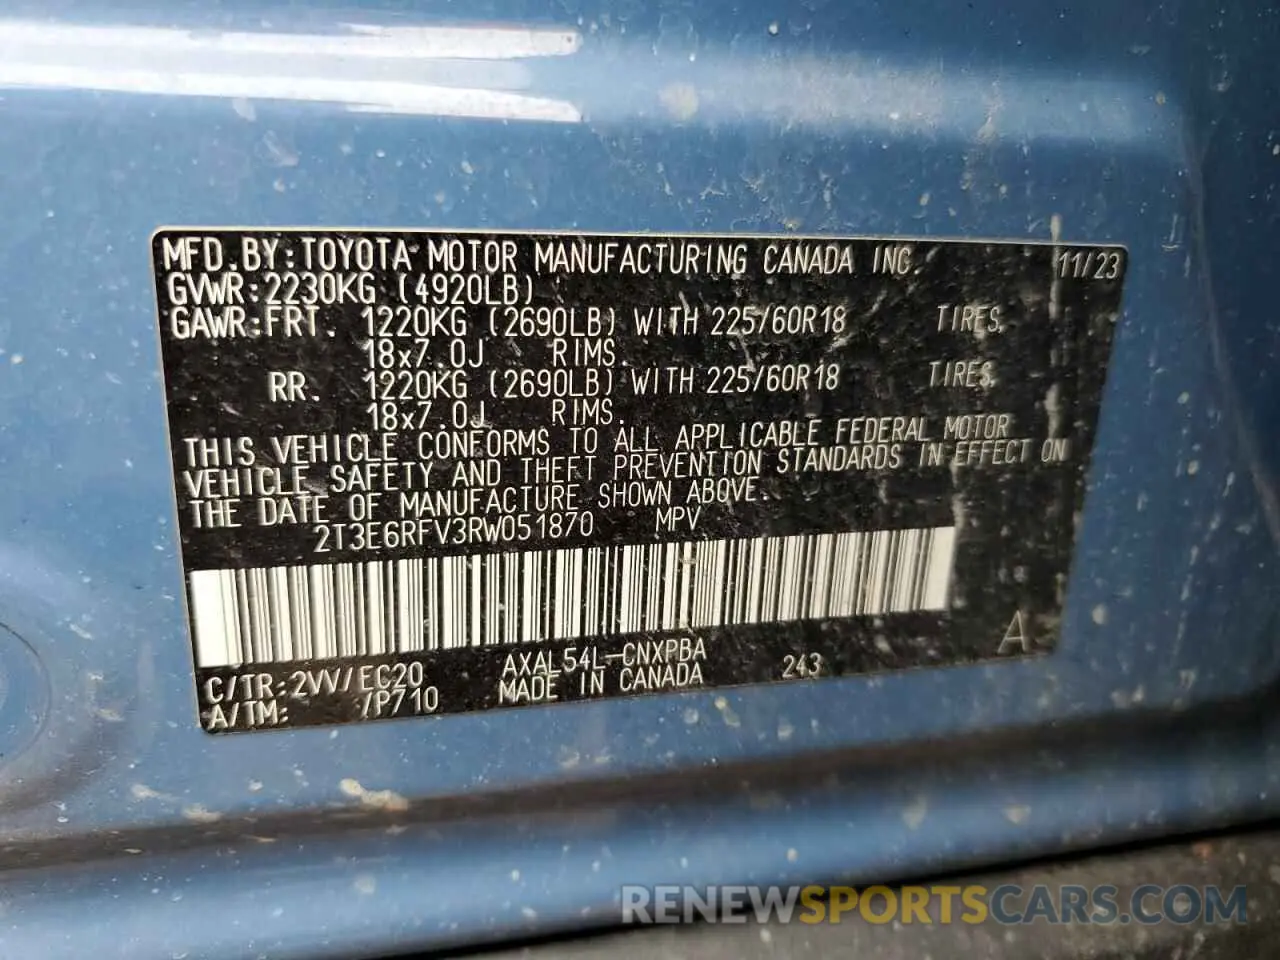 MFD.BY:TOYOTA MOTOR MANUFACTURING CANADA INC. 11/23
GVWR:2230KG (4920LB)
GAWR:FRT. 1220KG (2690LB) WITH 225/60R18 TIRES,
18x7.0J RIMS.
RR. 1220KG (2690LB) WITH 225/60R18 TIRES,
18x7.0J RIMS.
THIS VEHICLE CONFORMS TO ALL APPLICABLE FEDERAL MOTOR
VEHICLE SAFETY AND THEFT PREVENTION STANDARDS IN EFFECT ON
THE DATE OF MANUFACTURE SHOWN ABOVE.
2T3E6RFV3RW051870 MPV
A
C/TR:2VV/EC20 AXAL54L-CNXPBA 243
A/TM: /P710 MADE IN CANADA
RENEWSPORTSCARS.COM